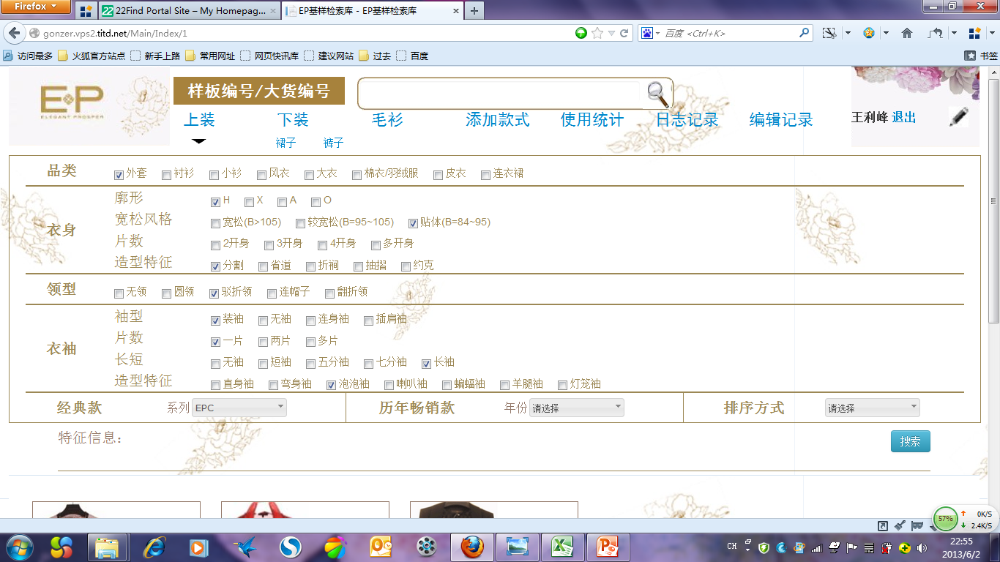 Firefox
22Find Portal Site – My Homepag...
EP基样检索库 - EP基样检索库
gonzer.vps2.titd.net/Main/Index/1
百度 <Ctrl+K>
访问最多 火狐官方站点 新手上路 常用网址 网页快讯库 建议网站 过去 百度 书签
E P
ELEGANT PROSPER
样板编号/大货编号
上装 下装 毛衫 添加款式 使用统计 日志记录 编辑记录
王利峰 退出
裙子 裤子
品类 外套 衬衫 小衫 风衣 大衣 棉衣/羽绒服 皮衣 连衣裙
衣身
廓形 H X A O
宽松风格 宽松(B>105) 较宽松(B=95~105) 贴体(B=84~95)
片数 2开身 3开身 4开身 多开身
造型特征 分割 省道 折裥 抽摺 约克
领型 无领 圆领 驳折领 连帽子 翻折领
衣袖
袖型 装袖 无袖 连身袖 插肩袖
片数 一片 两片 多片
长短 无袖 短袖 五分袖 七分袖 长袖
造型特征 直身袖 弯身袖 泡泡袖 喇叭袖 蝙蝠袖 羊腿袖 灯笼袖
经典款 系列 EPC 历年畅销款 年份 请选择 排序方式 请选择
特征信息：
搜索
57%
0K/S
2.4K/S
CH
22:55
2013/6/2